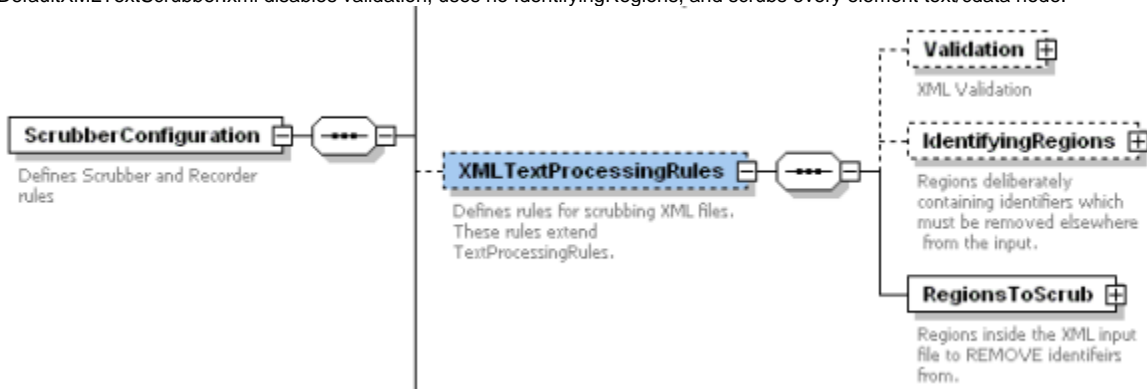 DefaultXMLTextScrubber.xml disables validation, uses no IdentifyingRegions, and scrubs every element text/cdata node.
Validation
XML Validation
ScrubberConfiguration
Defines Scrubber and Recorder
rules
XMLTextProcessingRules
Defines rules for scrubbing XML files.
These rules extend
TextProcessingRules.
IdentifyingRegions
Regions deliberately
containing identifiers which
must be removed elsewhere
from the input.
RegionsToScrub
Regions inside the XML input
file to REMOVE identifeirs
from.